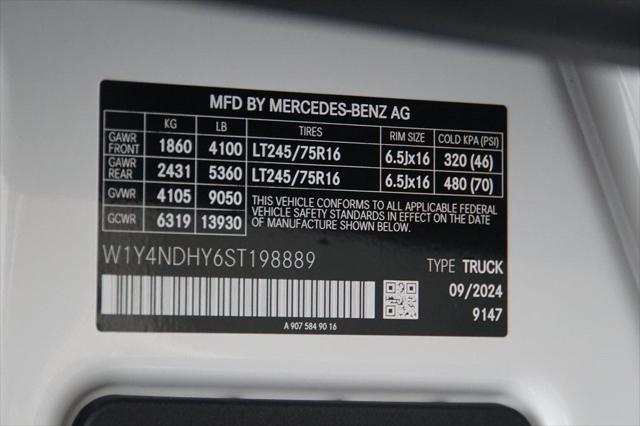 MFD BY MERCEDES-BENZ AG
KG LB TIRES RIM SIZE COLD KPA (PSI)
GAWR FRONT 1860 4100 LT245/75R16 6.5Jx16 320 (46)
GAWR REAR 2431 5360 LT245/75R16 6.5Jx16 480 (70)
GVWR 4105 9050
GCWR 6319 13930
THIS VEHICLE CONFORMS TO ALL APPLICABLE FEDERAL
VEHICLE SAFETY STANDARDS IN EFFECT ON THE DATE
OF MANUFACTURE SHOWN ABOVE.
W1Y4NDHY6ST198889
TYPE TRUCK
09/2024
9147
A 907 584 90 16